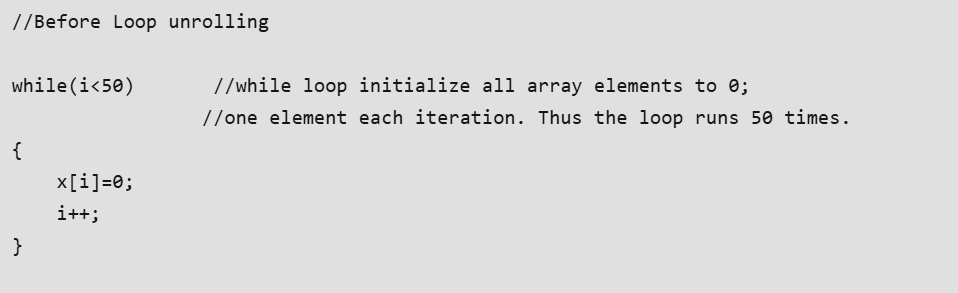 //Before Loop unrolling
while(i<50)       //while loop initialize all array elements to 0;
                 //one element each iteration. Thus the loop runs 50 times.
{
    x[i]=0;
    i++;
}